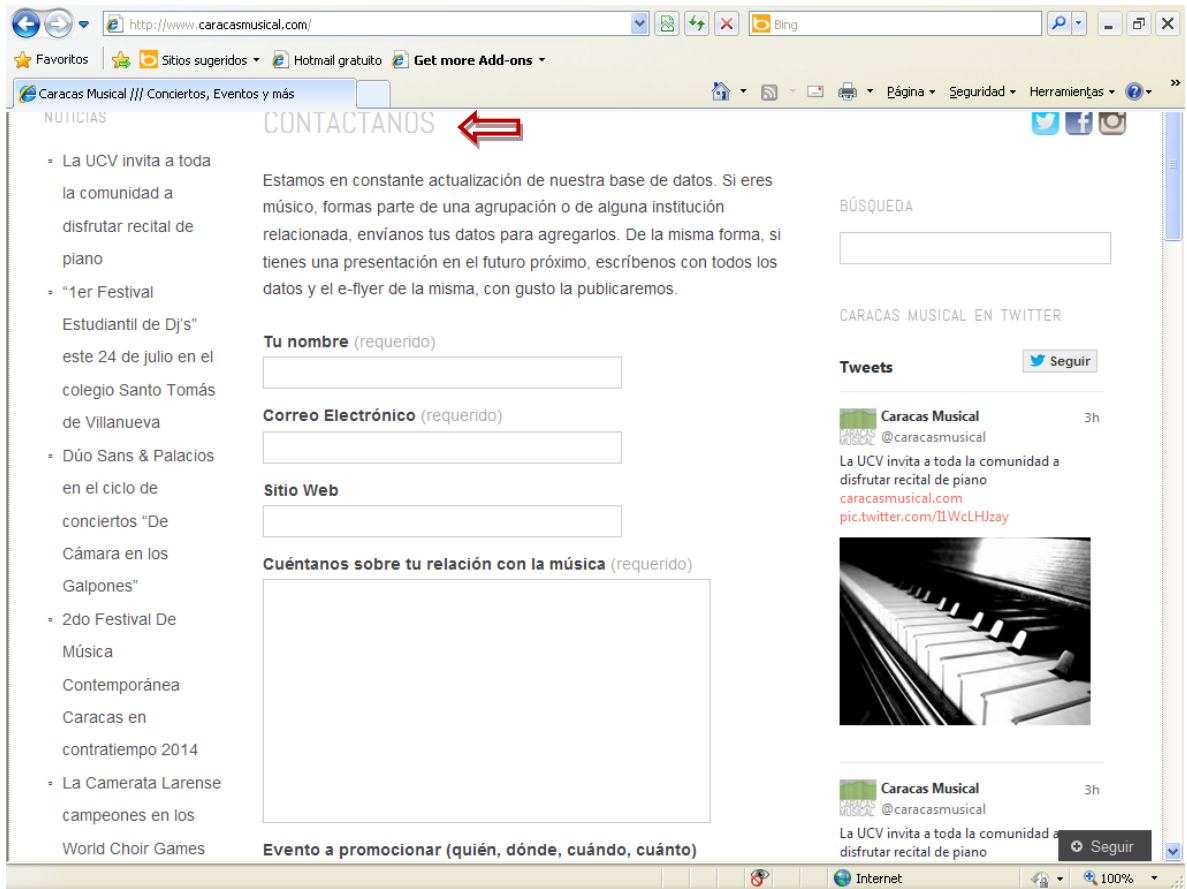 http://www.caracasmusical.com/
Bing
Favoritos
Sitios sugeridos
Hotmail gratuito
Get more Add-ons
Caracas Musical /// Conciertos, Eventos y más
Página
Seguridad
Herramientas
»
NOTICIAS
La UCV invita a toda
la comunidad a
disfrutar recital de
piano
“1er Festival
Estudiantil de Dj’s”
este 24 de julio en el
colegio Santo Tomás
de Villanueva
Dúo Sans & Palacios
en el ciclo de
conciertos “De
Cámara en los
Galpones”
2do Festival De
Música
Contemporánea
Caracas en
contratiempo 2014
La Camerata Larense
campeones en los
World Choir Games
CONTACTANOS
Estamos en constante actualización de nuestra base de datos. Si eres
músico, formas parte de una agrupación o de alguna institución
relacionada, envíanos tus datos para agregarlos. De la misma forma, si
tienes una presentación en el futuro próximo, escríbenos con todos los
datos y el e-flyer de la misma, con gusto la publicaremos.
Tu nombre (requerido)
Correo Electrónico (requerido)
Sitio Web
Cuéntanos sobre tu relación con la música (requerido)
Evento a promocionar (quién, dónde, cuándo, cuánto)
BÚSQUEDA
CARACAS MUSICAL EN TWITTER
Tweets
Seguir
Caracas Musical 3h
CARACAS
MUSICAL
@caracasmusical
La UCV invita a toda la comunidad a
disfrutar recital de piano
caracasmusical.com
pic.twitter.com/I1WcLHJzay
Caracas Musical 3h
CARACAS
MUSICAL
@caracasmusical
La UCV invita a toda la comunidad a
disfrutar recital de piano
Seguir
Internet
100%